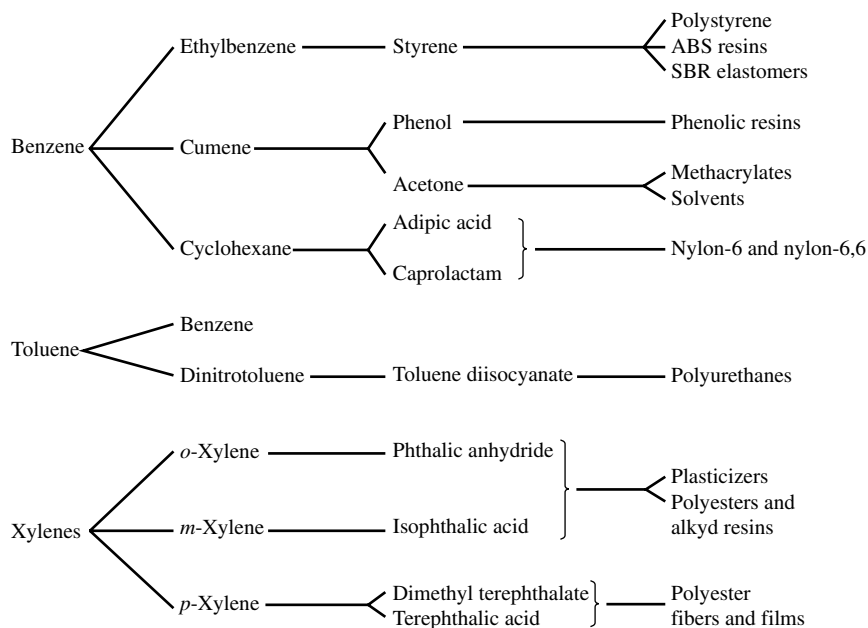 Polystyrene
Ethylbenzene Styrene ABS resins
SBR elastomers
Phenol Phenolic resins
Benzene Cumene
Methacrylates
Acetone
Solvents
Adipic acid
Cyclohexane Nylon-6 and nylon-6,6
Caprolactam
Benzene
Toluene
Dinitrotoluene Toluene diisocyanate Polyurethanes
o-Xylene Phthalic anhydride
Plasticizers
Polyesters and
Xylenes m-Xylene Isophthalic acid alkyd resins
Dimethyl terephthalate Polyester
p-Xylene
Terephthalic acid fibers and films